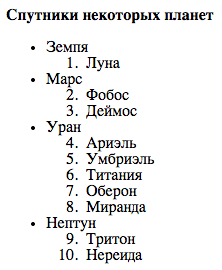 Спутники некоторых планет
• Земпя
1. Луна
• Марс
2. Фобос
3. Деймос
• Уран
4. Ариэль
5. Умбриэль
6. Титания
7. Оберон
8. Миранда
• Нептун
9. Тритон
10. Нереида